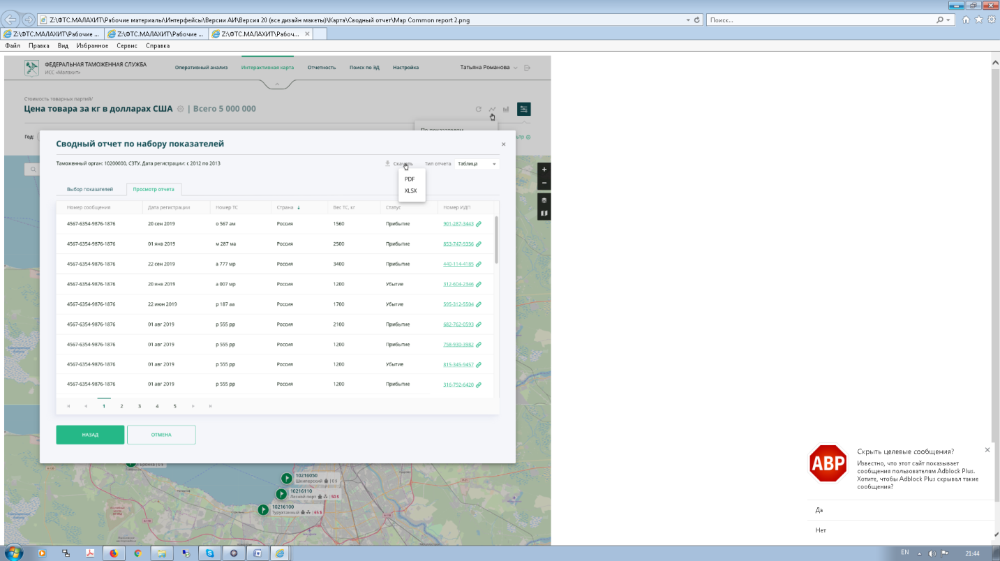 Z:\ФТС.МАЛАХИТ\Рабочие материалы\Интерфейсы\Версии АИ\Версия 20 (все дизайн макеты)\Карта\Сводный отчет\Map Common report 2.png
Поиск...
Z:\ФТС.МАЛАХИТ\Рабочие ... Z:\ФТС.МАЛАХИТ\Рабочие ... Z:\ФТС.МАЛАХИТ\Рабоч...
Файл Правка Вид Избранное Сервис Справка
ФЕДЕРАЛЬНАЯ ТАМОЖЕННАЯ СЛУЖБА
ИСС «Малахит»
Оперативный анализ Интерактивная карта Отчетность Поиск по ЭД Настройка Татьяна Романова
Стоимость товарных партий/
Цена товара за кг в долларах США | Всего 5 000 000
По показателям
Год:
Сводный отчет по набору показателей
Таможенный орган: 10200000, СЗТУ. Дата регистрации: с 2012 по 2013
Скачать Тип отчета Таблица
PDF
XLSX
Выбор показателей Просмотр отчета
Номер сообщения Дата регистрации Номер ТС Страна Вес ТС, кг Статус Номер ИДП
4567-6354-9876-1876 20 сен 2019 о 567 ам Россия 1560 Прибытие 901-287-3443
4567-6354-9876-1876 01 янв 2019 м 287 ма Россия 2500 Прибытие 853-747-9356
4567-6354-9876-1876 22 сен 2019 а 777 мр Россия 3400 Прибытие 440-114-4185
4567-6354-9876-1876 20 янв 2019 а 007 мр Россия 1200 Убытие 312-604-2346
4567-6354-9876-1876 22 июн 2019 р 187 аа Россия 1700 Убытие 595-312-5504
4567-6354-9876-1876 01 авг 2019 р 555 рр Россия 2100 Прибытие 682-762-0593
4567-6354-9876-1876 01 авг 2019 р 555 рр Россия 1200 Прибытие 758-930-3982
4567-6354-9876-1876 01 авг 2019 р 555 рр Россия 1200 Убытие 815-345-9457
4567-6354-9876-1876 01 авг 2019 р 555 рр Россия 1200 Прибытие 316-792-6420
1 2 3 4 5
НАЗАД ОТМЕНА
Бронка | 0 $
10216050
Шкиперский | 0 $
10216110
Лесной порт | 50 $
10216100
Турухтанный | 65 $
ABP
Скрыть целевые сообщения?
Известно, что этот сайт показывает
сообщения пользователям Adblock Plus.
Хотите, чтобы Adblock Plus скрывал такие
сообщения?
Да
Нет
EN 21:44